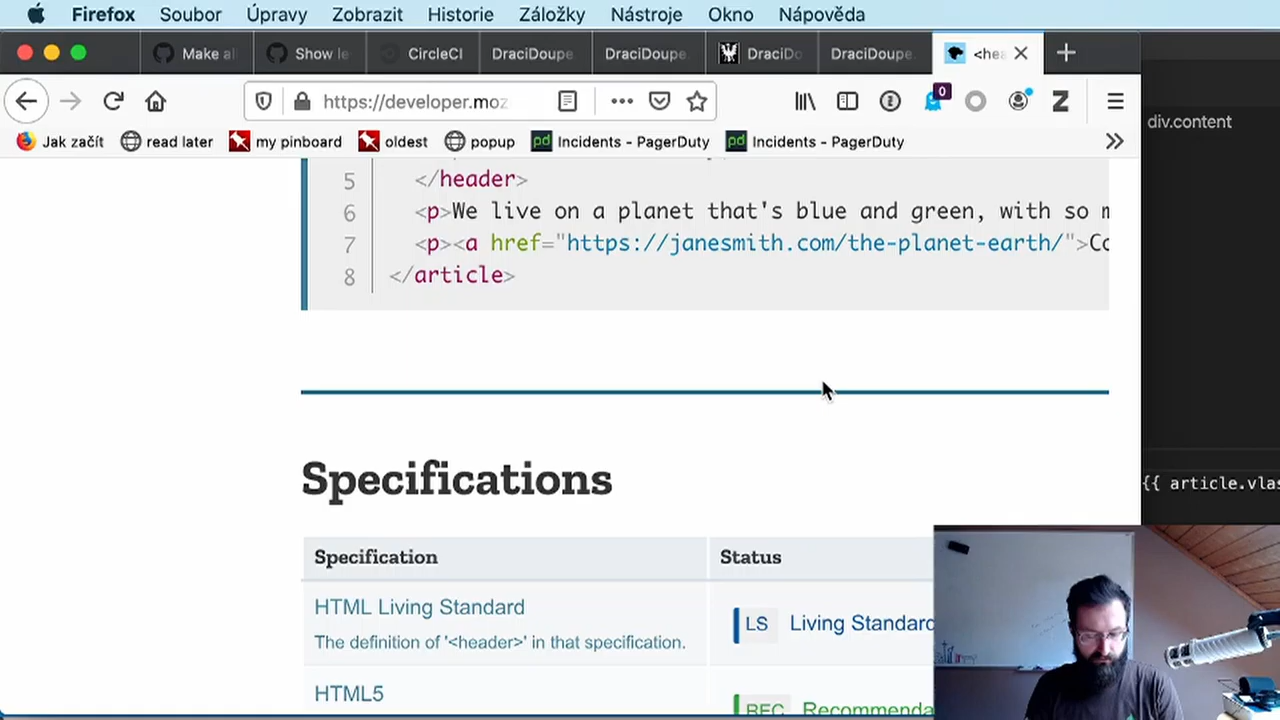 Firefox Soubor Úpravy Zobrazit Historie Záložky Nástroje Okno Nápověda
Make al Show le CircleCI DraciDoupe DraciDoupe. DraciDo DraciDoupe. <hea
https://developer.moz 0 Z
Jak začít read later my pinboard oldest popup pd Incidents - PagerDuty pd Incidents - PagerDuty
div.content
5 </header>
6 <p>We live on a planet that's blue and green, with so m
7 <p><a href="https://janesmith.com/the-planet-earth/">Co
8 </article>
{{ article.vlas
Specifications
Specification Status
HTML Living Standard
The definition of '<header>' in that specification.
LS Living Standard
HTML5
REC Recommenda